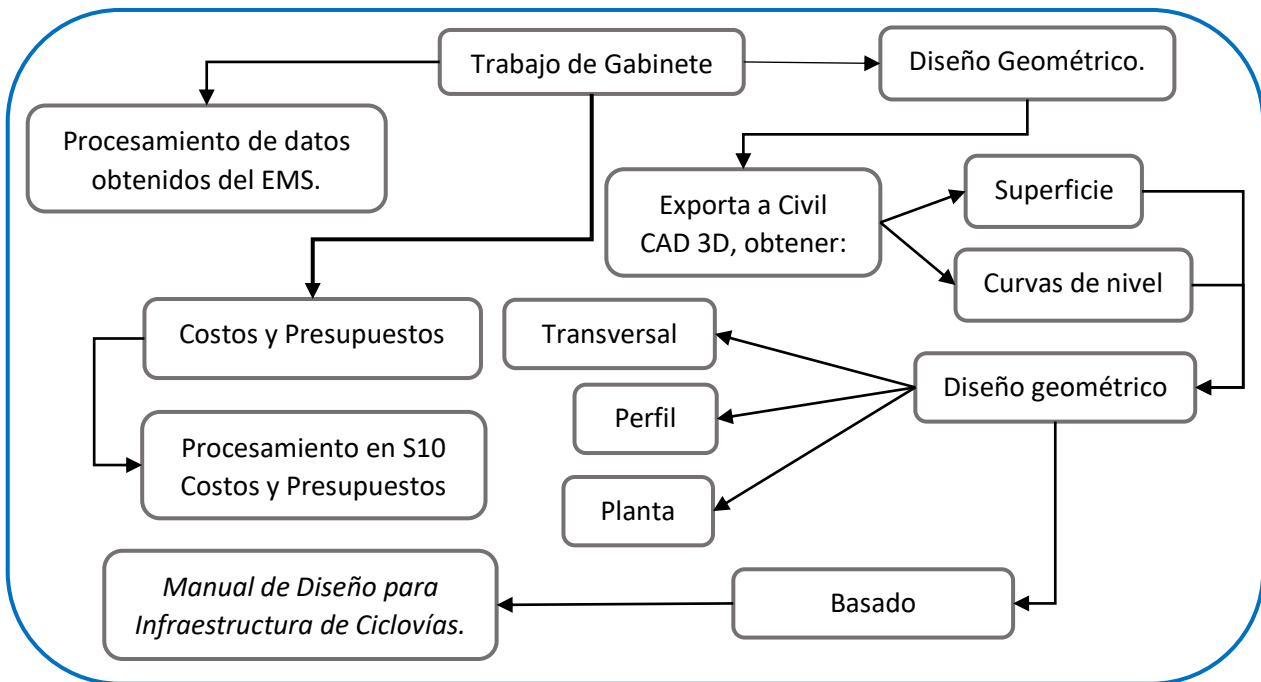 Trabajo de Gabinete
Diseño Geométrico.
Procesamiento de datos
obtenidos del EMS.
Exporta a Civil
CAD 3D, obtener:
Superficie
Curvas de nivel
Costos y Presupuestos
Transversal
Diseño geométrico
Perfil
Procesamiento en S10
Costos y Presupuestos
Planta
Manual de Diseño para
Infraestructura de Ciclovías.
Basado